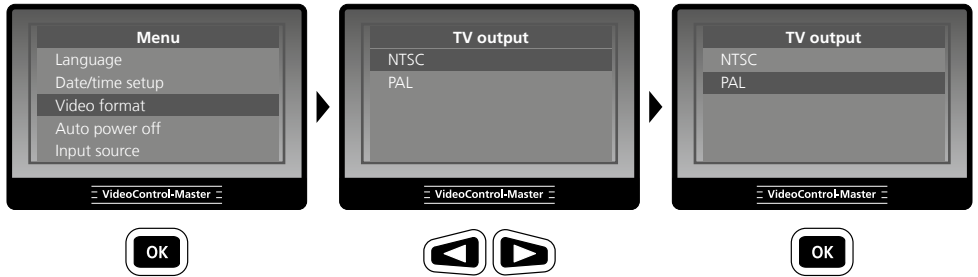 Menu
Language
Date/time setup
Video format
Auto power off
Input source
VideoControl-Master
OK
TV output
NTSC
PAL
VideoControl-Master
TV output
NTSC
PAL
VideoControl-Master
OK